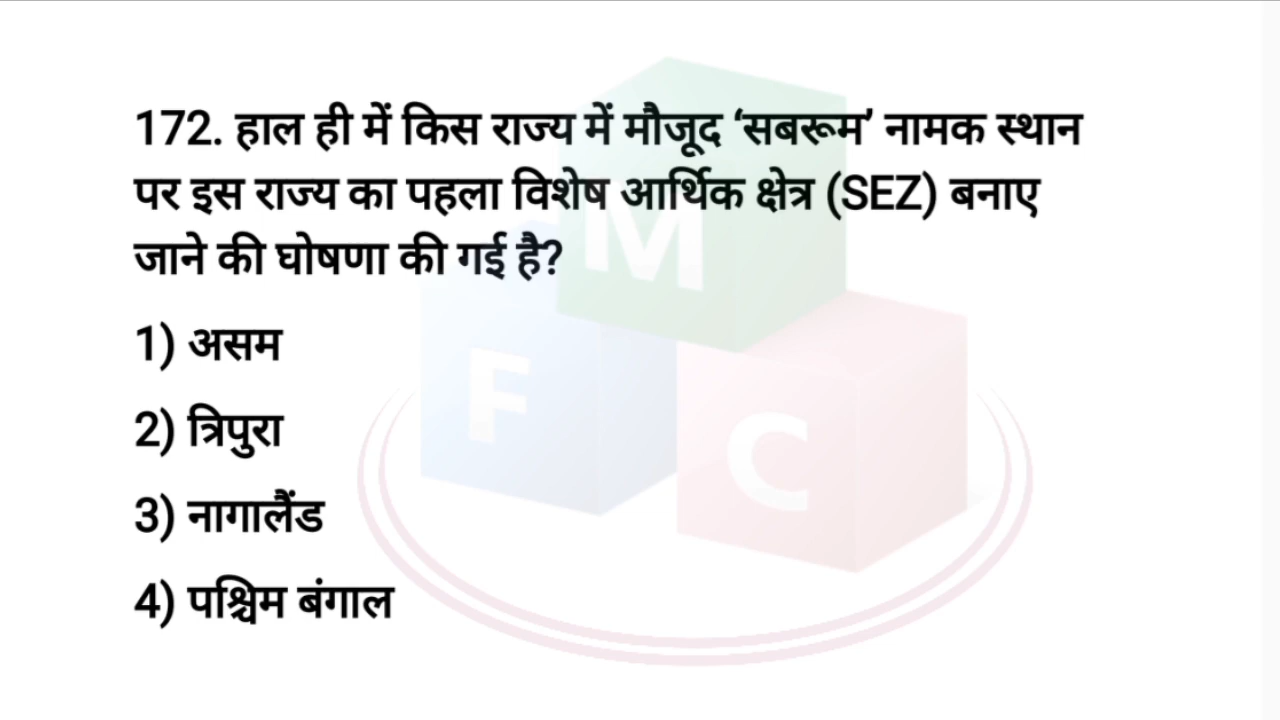 172. हाल ही में किस राज्य में मौजूद ‘सबरूम’ नामक स्थान
पर इस राज्य का पहला विशेष आर्थिक क्षेत्र (SEZ) बनाए
जाने की घोषणा की गई है?
1) असम
2) त्रिपुरा
3) नागालैंड
4) पश्चिम बंगाल
M
F
C